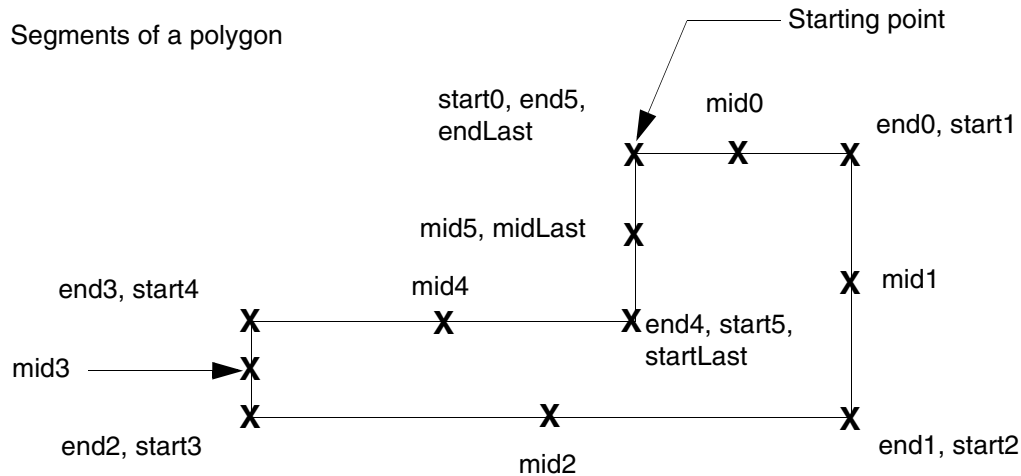 Segments of a polygon
Starting point
start0, end5,
endLast
mid0
end0, start1
mid5, midLast
mid1
end3, start4
mid4
end4, start5,
startLast
mid3
end2, start3
mid2
end1, start2